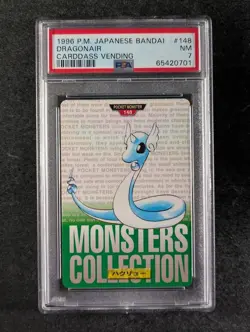 1996 P.M. JAPANESE BANDAI #148
DRAGONAIR NM
CARDDASS VENDING 7
PSA 65420701
POCKET MONSTER
148
MONSTERS
COLLECTION
ハクリュー